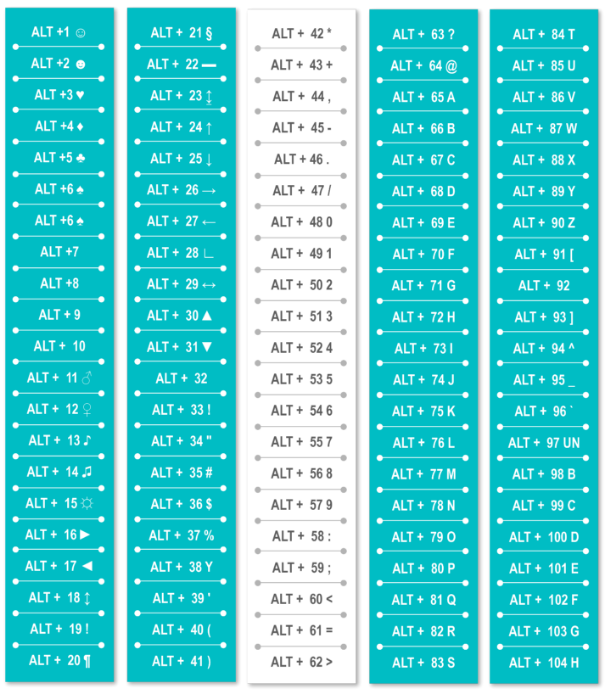 ALT +1 ☺
ALT +2 ☻
ALT +3 ♥
ALT +4 ♦
ALT +5 ♣
ALT +6 ♠
ALT +6 ♠
ALT +7
ALT +8
ALT + 9
ALT + 10
ALT + 11 ♂
ALT + 12 ♀
ALT + 13 ♪
ALT + 14 ♫
ALT + 15 ☼
ALT + 16 ►
ALT + 17 ◄
ALT + 18 ↕
ALT + 19 !
ALT + 20 ¶
ALT + 21 §
ALT + 22 ▬
ALT + 23 ↨
ALT + 24 ↑
ALT + 25 ↓
ALT + 26 →
ALT + 27 ←
ALT + 28 ∟
ALT + 29 ↔
ALT + 30 ▲
ALT + 31 ▼
ALT + 32
ALT + 33 !
ALT + 34 "
ALT + 35 #
ALT + 36 $
ALT + 37 %
ALT + 38 Y
ALT + 39 '
ALT + 40 (
ALT + 41 )
ALT + 42 *
ALT + 43 +
ALT + 44 ,
ALT + 45 -
ALT + 46 .
ALT + 47 /
ALT + 48 0
ALT + 49 1
ALT + 50 2
ALT + 51 3
ALT + 52 4
ALT + 53 5
ALT + 54 6
ALT + 55 7
ALT + 56 8
ALT + 57 9
ALT + 58 :
ALT + 59 ;
ALT + 60 <
ALT + 61 =
ALT + 62 >
ALT + 63 ?
ALT + 64 @
ALT + 65 A
ALT + 66 B
ALT + 67 C
ALT + 68 D
ALT + 69 E
ALT + 70 F
ALT + 71 G
ALT + 72 H
ALT + 73 I
ALT + 74 J
ALT + 75 K
ALT + 76 L
ALT + 77 M
ALT + 78 N
ALT + 79 O
ALT + 80 P
ALT + 81 Q
ALT + 82 R
ALT + 83 S
ALT + 84 T
ALT + 85 U
ALT + 86 V
ALT + 87 W
ALT + 88 X
ALT + 89 Y
ALT + 90 Z
ALT + 91 [
ALT + 92
ALT + 93 ]
ALT + 94 ^
ALT + 95 _
ALT + 96 `
ALT + 97 UN
ALT + 98 B
ALT + 99 C
ALT + 100 D
ALT + 101 E
ALT + 102 F
ALT + 103 G
ALT + 104 H